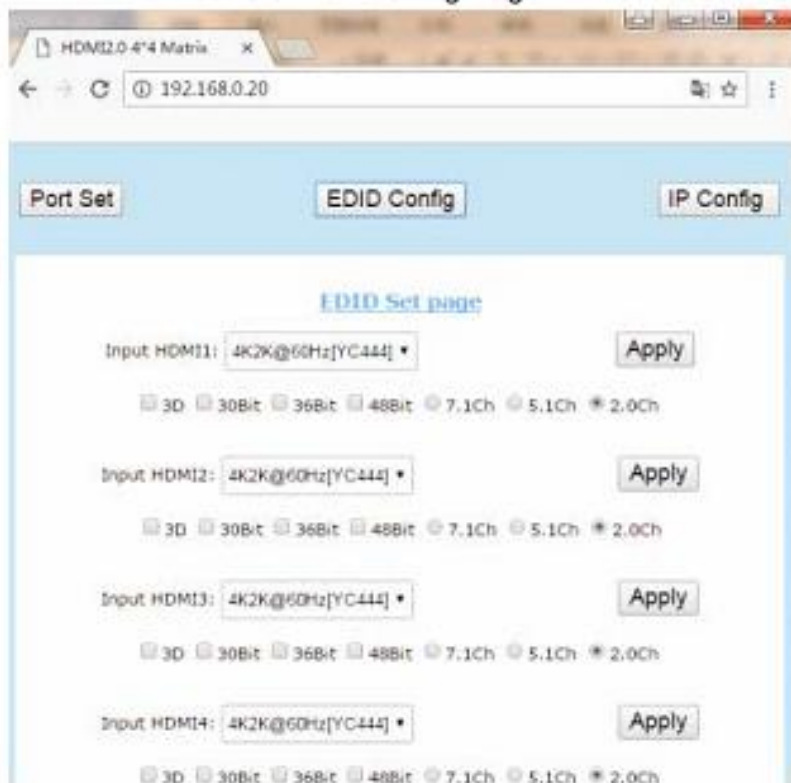 HDMI2.0 4*4 Matrix
192.168.0.20
Port Set EDID Config IP Config
EDID Set page
Input HDMI1: 4K2K@60Hz[YC444] Apply
3D 30Bit 36Bit 48Bit 7.1Ch 5.1Ch 2.0Ch
Input HDMI2: 4K2K@60Hz[YC444] Apply
3D 30Bit 36Bit 48Bit 7.1Ch 5.1Ch 2.0Ch
Input HDMI3: 4K2K@60Hz[YC444] Apply
3D 30Bit 36Bit 48Bit 7.1Ch 5.1Ch 2.0Ch
Input HDMI4: 4K2K@60Hz[YC444] Apply
3D 30Bit 36Bit 48Bit 7.1Ch 5.1Ch 2.0Ch